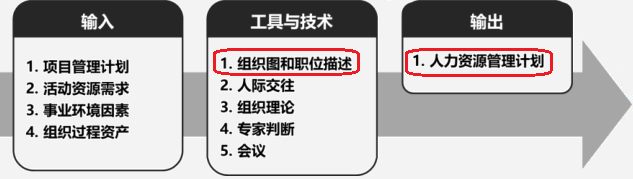 输入
1. 项目管理计划
2. 活动资源需求
3. 事业环境因素
4. 组织过程资产
工具与技术
1. 组织图和职位描述
2. 人际交往
3. 组织理论
4. 专家判断
5. 会议
输出
1. 人力资源管理计划